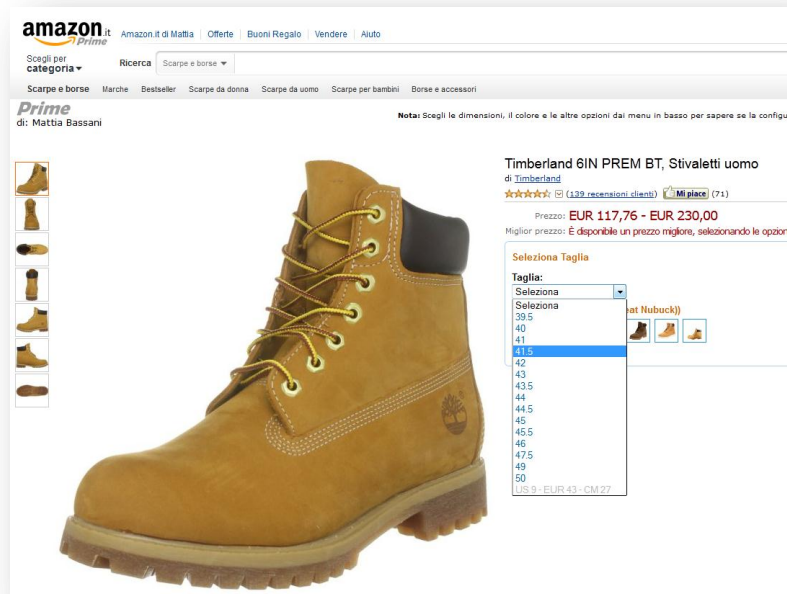 amazon.it
Prime
Amazon.it di Mattia | Offerte | Buoni Regalo | Vendere | Aiuto
Scegli per
categoria
Ricerca Scarpe e borse
Scarpe e borse Marche Bestseller Scarpe da donna Scarpe da uomo Scarpe per bambini Borse e accessori
Prime
di: Mattia Bassani
Nota: Scegli le dimensioni, il colore e le altre opzioni dai menu in basso per sapere se la configu
Timberland 6IN PREM BT, Stivaletti uomo
di Timberland
(139 recensioni clienti) Mi piace (71)
Prezzo: EUR 117,76 - EUR 230,00
Miglior prezzo: È disponibile un prezzo migliore, selezionando le opzion
Seleziona Taglia
Taglia:
Seleziona
Seleziona
39.5
eat Nubuck))
40
41
41.5
42
43
43.5
44
44.5
45
45.5
46
47.5
49
50
US 9 - EUR 43 - CM 27